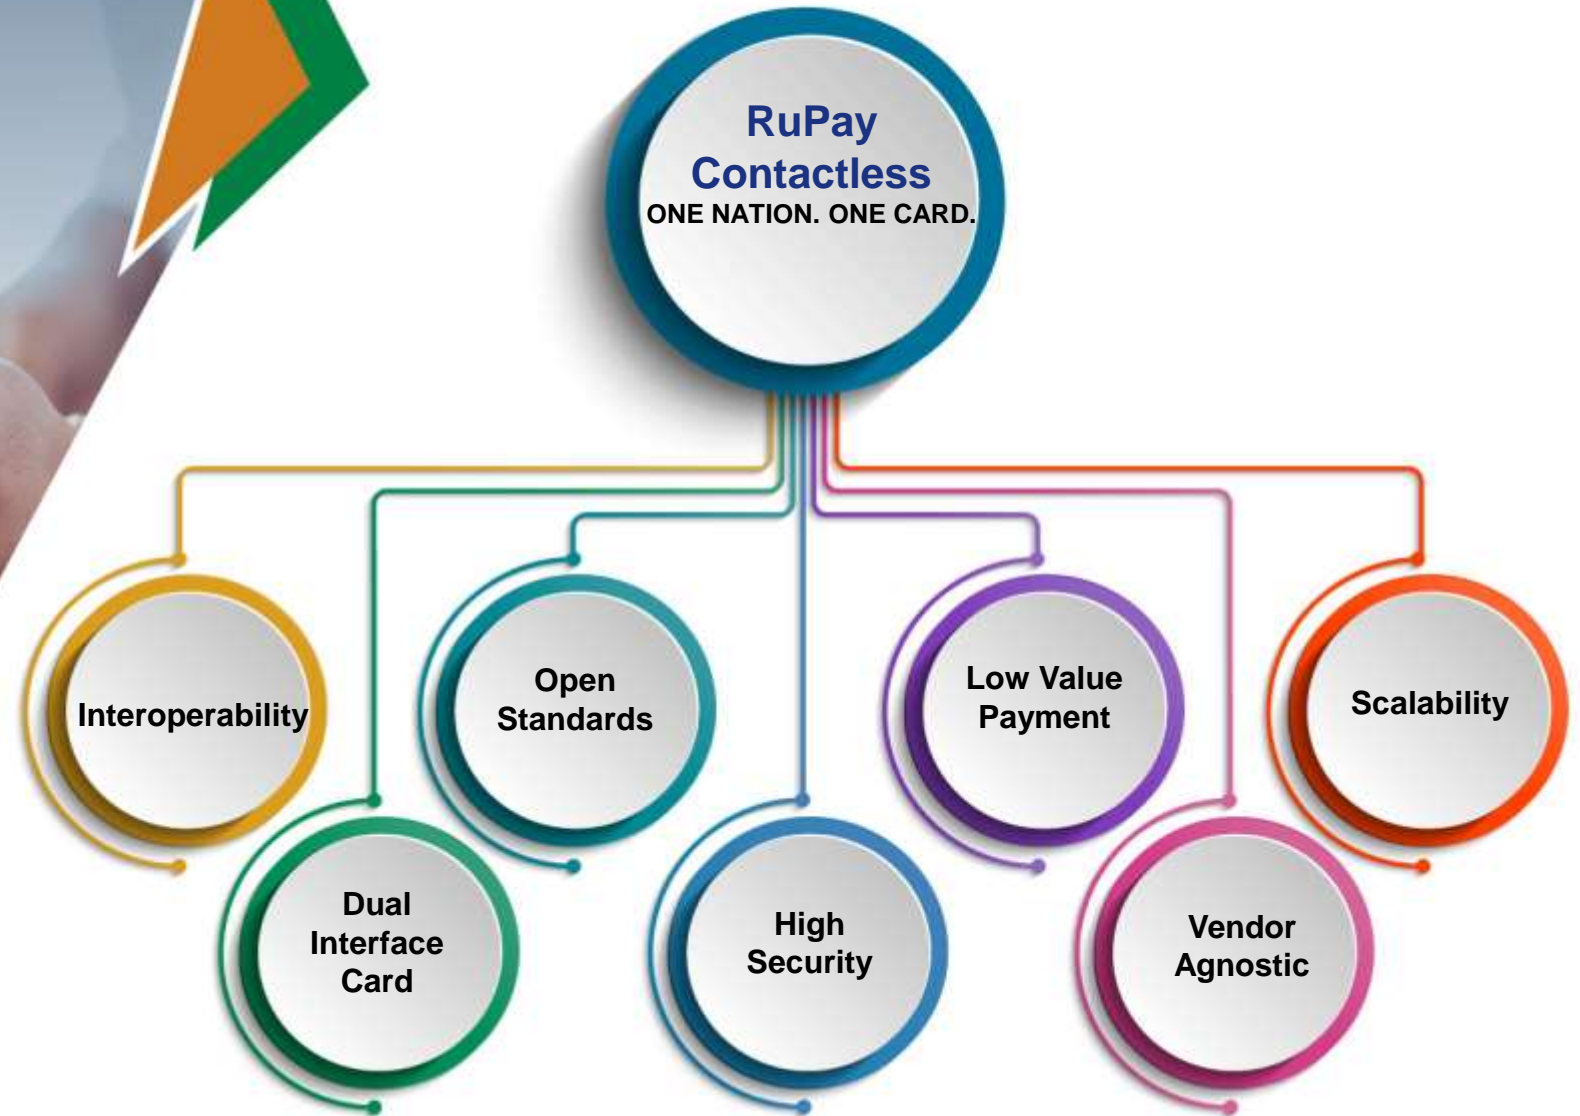 RuPay
Contactless
ONE NATION. ONE CARD.
Interoperability
Open
Standards
Low Value
Payment
Scalability
Dual
Interface
Card
High
Security
Vendor
Agnostic